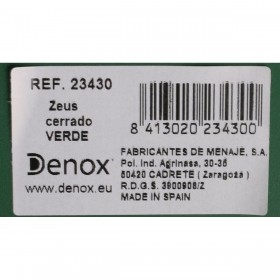 REF. 23430
Zeus
cerrado
VERDE
8 413020 234300
Denox
www.denox.eu
FABRICANTES DE MENAJE, S.A.
Pol. Ind. Agrinasa, 30-35
50420 CADRETE ( Zaragoza )
R.D.G.S. 3900908/Z
MADE IN SPAIN